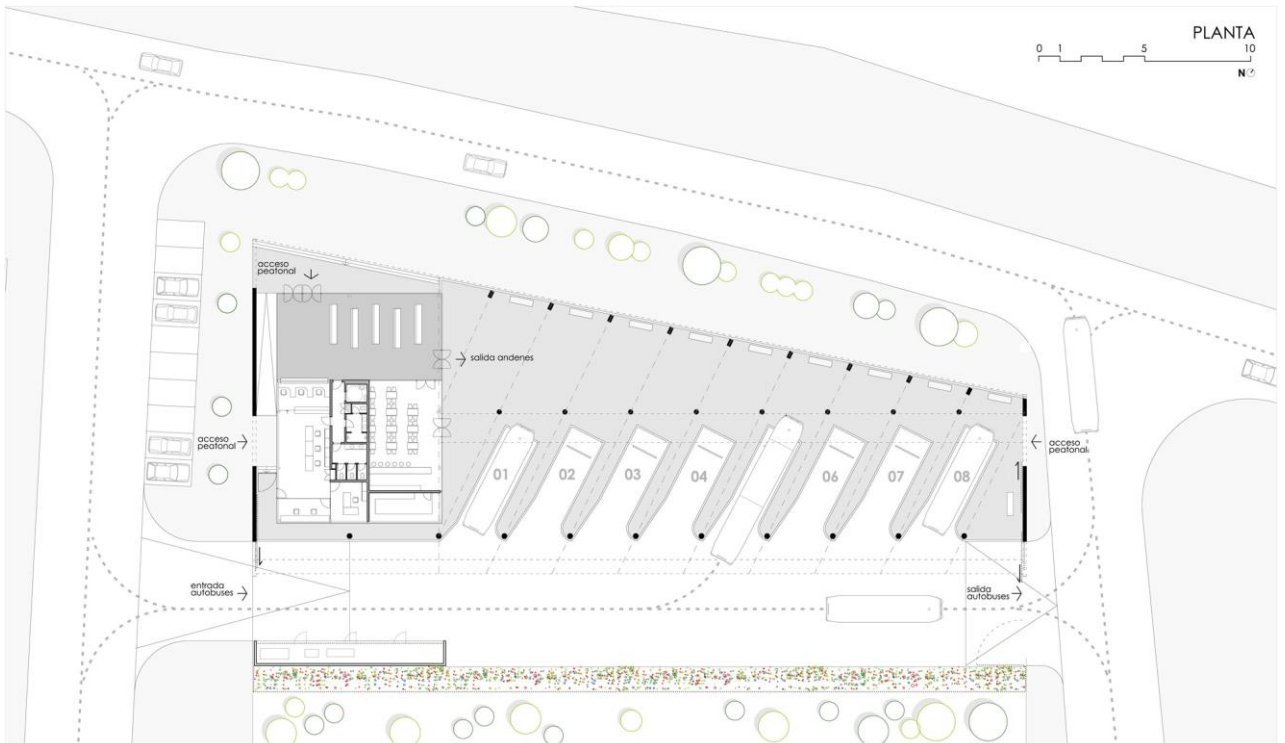 PLANTA
0 1 5 10
N
acceso
peatonal
salida andenes
acceso
peatonal
acceso
peatonal
01
02
03
04
06
07
08
entrada
autobuses
salida
autobuses